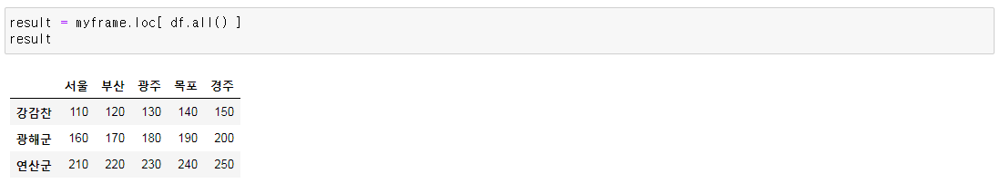 result = myframe.loc[ df.all() ]
result
서울 부산 광주 목포 경주
강감찬 110 120 130 140 150
광해군 160 170 180 190 200
연산군 210 220 230 240 250